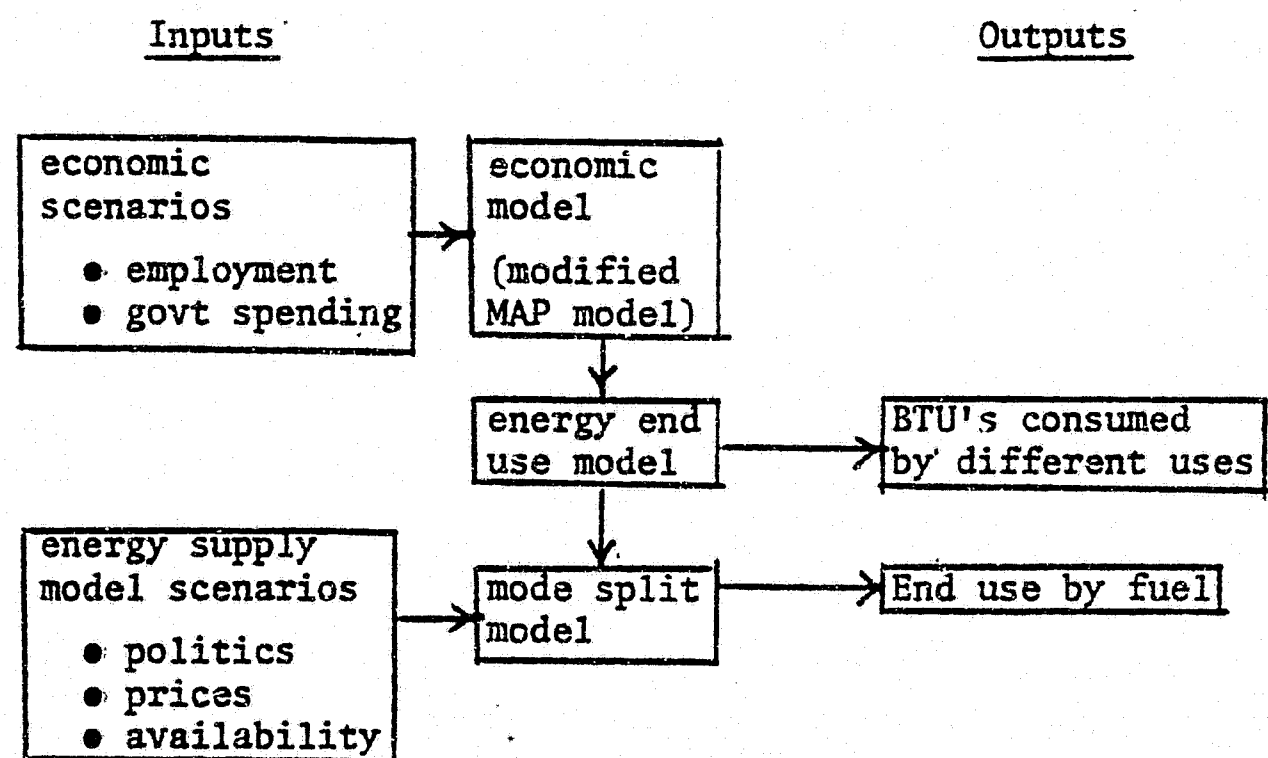 Inputs
Outputs
economic
scenarios
• employment
• govt spending
economic
model
(modified
MAP model)
energy end
use model
BTU's consumed
by different uses
energy supply
model scenarios
• politics
• prices
• availability
mode split
model
End use by fuel